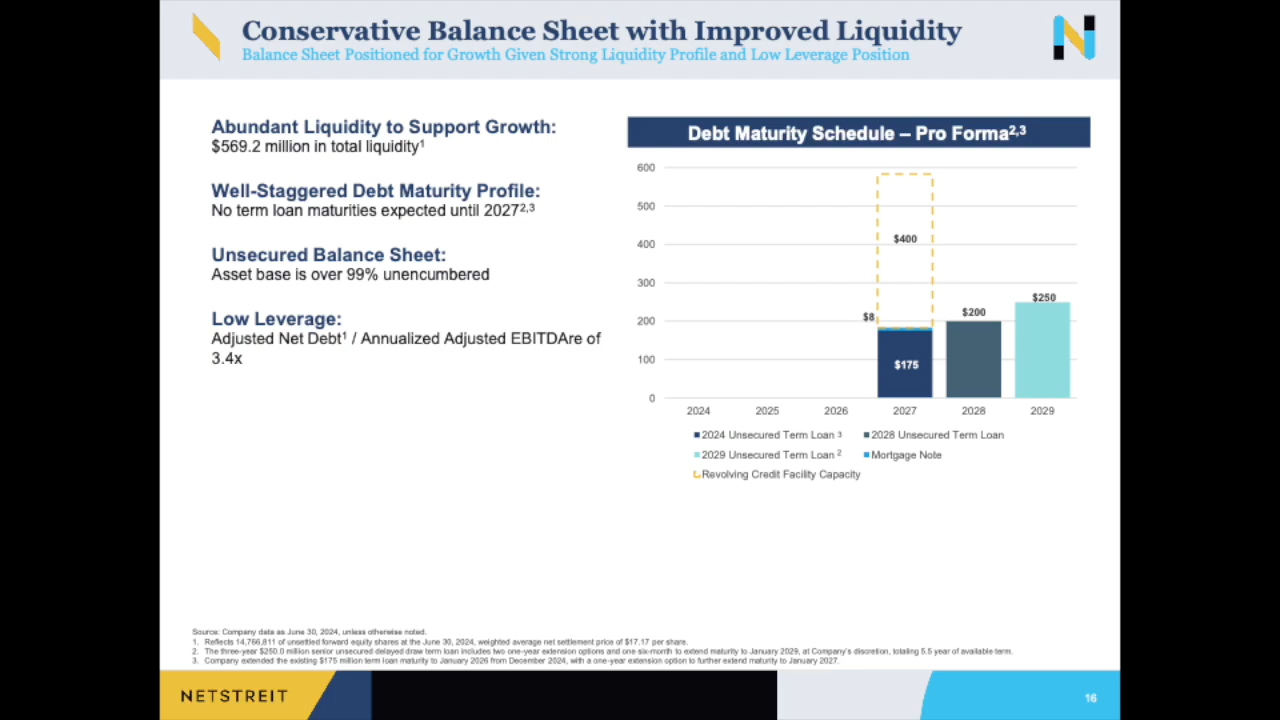 Conservative Balance Sheet with Improved Liquidity
Balance Sheet Positioned for Growth Given Strong Liquidity Profile and Low Leverage Position
Abundant Liquidity to Support Growth:
$569.2 million in total liquidity¹
Well-Staggered Debt Maturity Profile:
No term loan maturities expected until 2027²,³
Unsecured Balance Sheet:
Asset base is over 99% unencumbered
Low Leverage:
Adjusted Net Debt¹ / Annualized Adjusted EBITDAre of
3.4x
Debt Maturity Schedule – Pro Forma²,³
600
500
400
300
200
100
0
$400
$8
$175
$200
$250
2024 2025 2026 2027 2028 2029
2024 Unsecured Term Loan ³ 2028 Unsecured Term Loan
2029 Unsecured Term Loan ² Mortgage Note
Revolving Credit Facility Capacity
Source: Company data as June 30, 2024, unless otherwise noted.
1. Reflects 14,766,811 of unsettled forward equity shares at the June 30, 2024, weighted average net settlement price of $17.17 per share.
2. The three-year $250.0 million senior unsecured delayed draw term loan includes two one-year extension options and one six-month to extend maturity to January 2029, at Company's discretion, totaling 5.5 year of available term.
3. Company extended the existing $175 million term loan maturity to January 2026 from December 2024, with a one-year extension option to further extend maturity to January 2027.
NETSTREIT
16